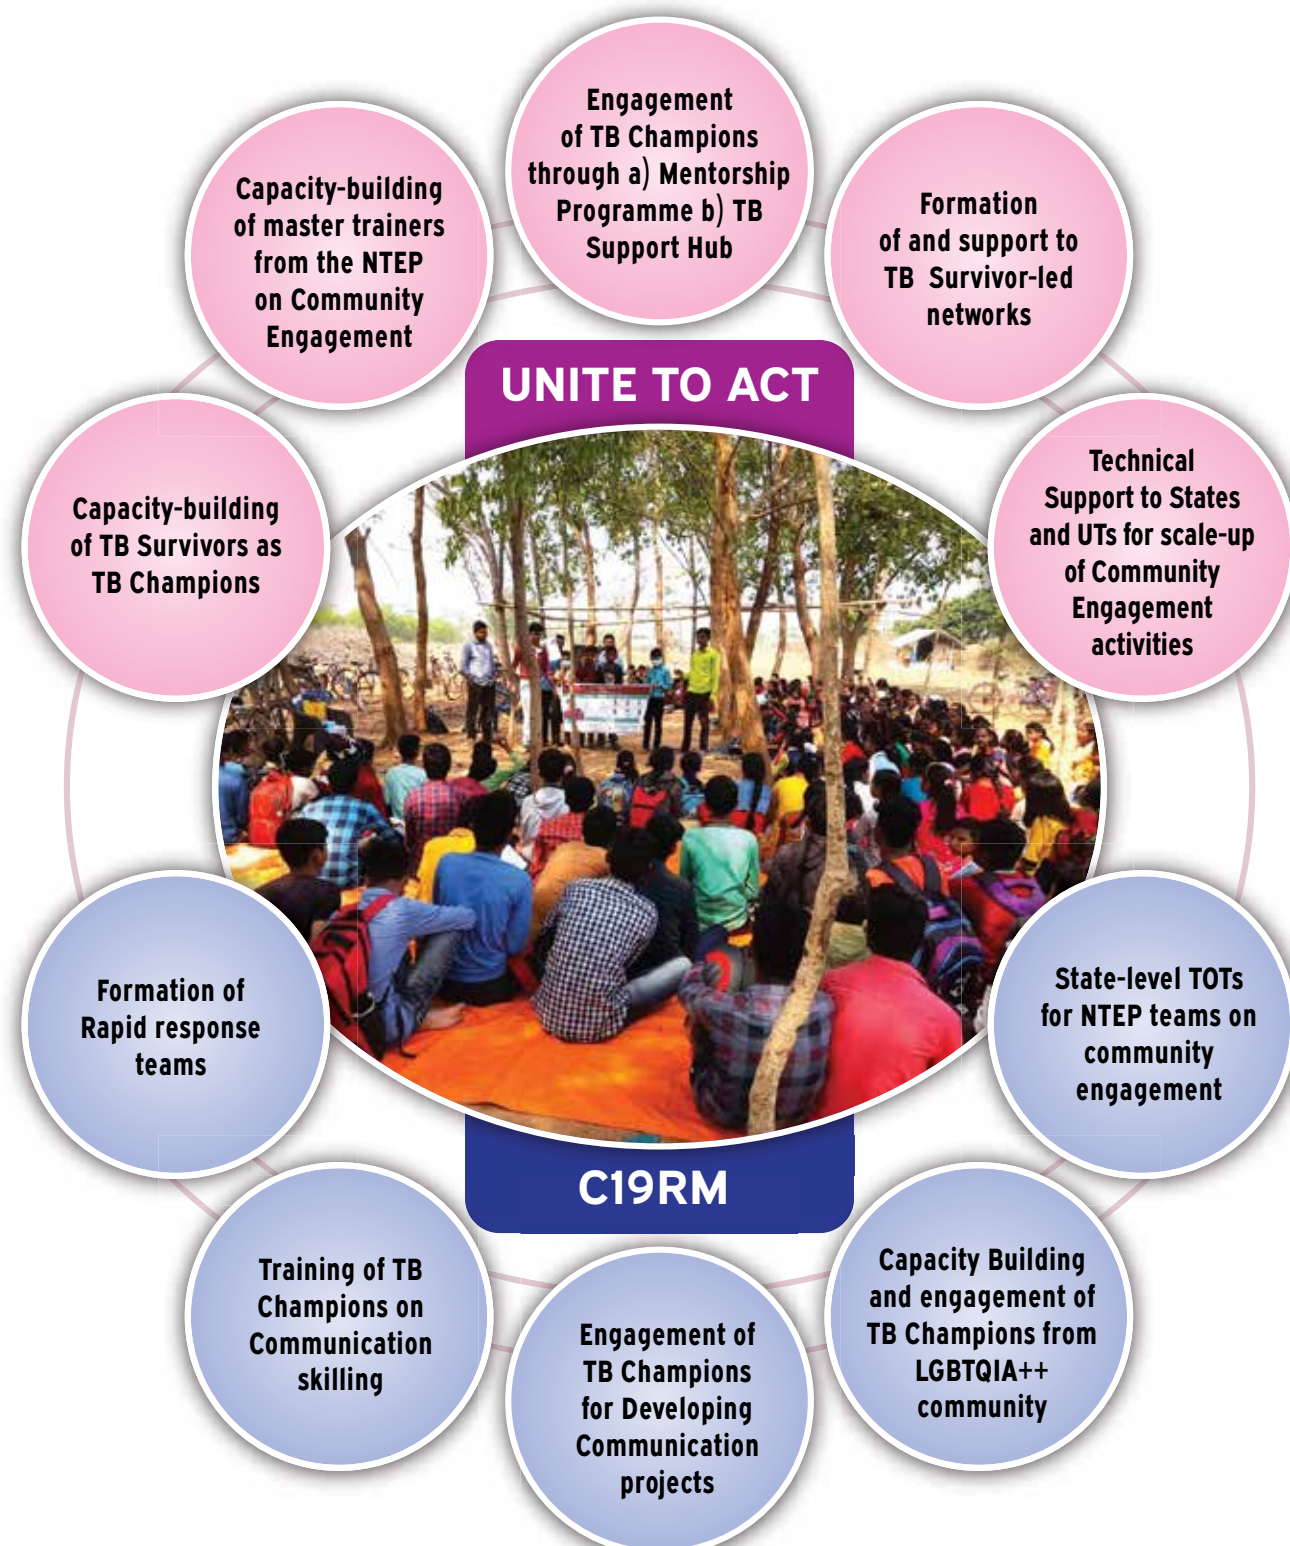 Engagement
of TB Champions
through a) Mentorship
Programme b) TB
Support Hub
Capacity-building
of master trainers
from the NTEP
on Community
Engagement
Formation
of and support to
TB Survivor-led
networks
UNITE TO ACT
Capacity-building
of TB Survivors as
TB Champions
Technical
Support to States
and UTs for scale-up
of Community
Engagement
activities
Formation of
Rapid response
teams
State-level TOTs
for NTEP teams on
community
engagement
C19RM
Training of TB
Champions on
Communication
skilling
Engagement of
TB Champions
for Developing
Communication
projects
Capacity Building
and engagement of
TB Champions from
LGBTQIA++
community